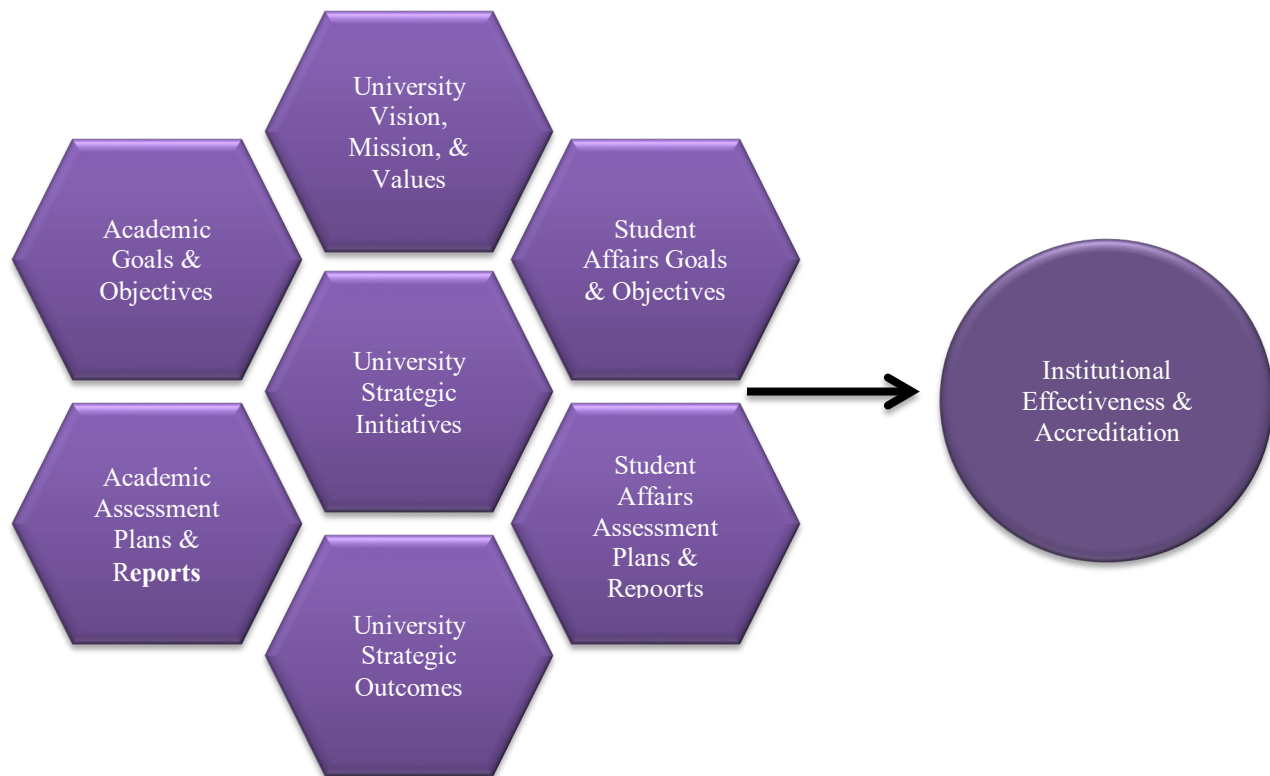 University
Vision,
Mission, &
Values
Academic
Goals &
Objectives
Student
Affairs Goals
& Objectives
University
Strategic
Initiatives
Institutional
Effectiveness &
Accreditation
Academic
Assessment
Plans &
Reports
Student
Affairs
Assessment
Plans &
Repoorts
University
Strategic
Outcomes